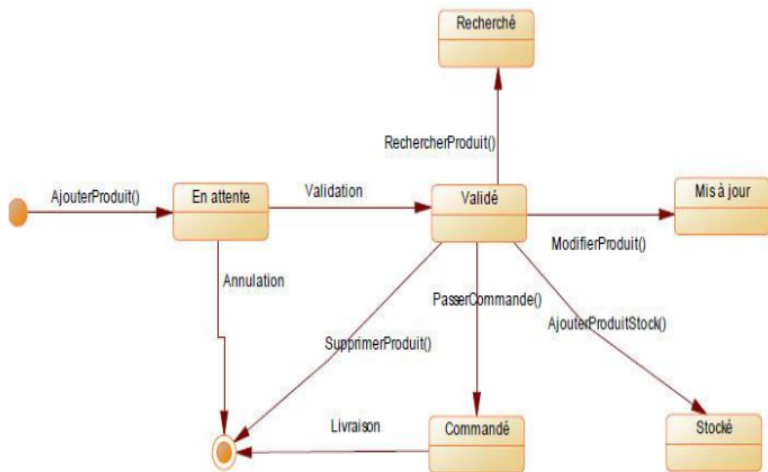 Recherché
RechercherProduit()
AjouterProduit()
En attente
Validation
Validé
Mis à jour
ModifierProduit()
Annulation
PasserCommande()
AjouterProduitStock()
SupprimerProduit()
Livraison
Commandé
Stocké